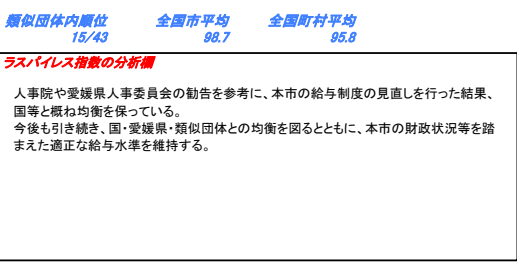 類似団体内順位 全国市平均 全国町村平均
15/43 98.7 95.8
ラスパイレス指数の分析欄
人事院や愛媛県人事委員会の勧告を参考に、本市の給与制度の見直しを行った結果、
国等と概ね均衡を保っている。
今後も引き続き、国・愛媛県・類似団体との均衡を図るとともに、本市の財政状況等を踏
まえた適正な給与水準を維持する。